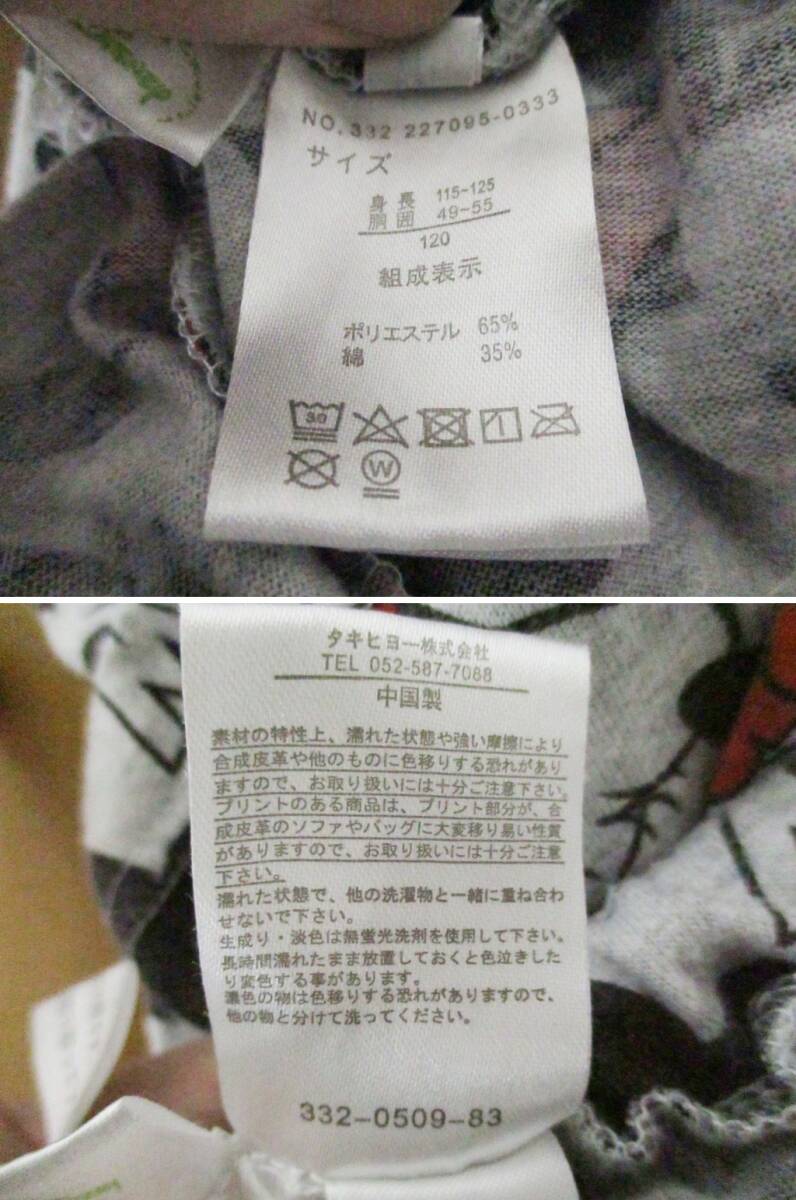 NO.332 227095-0333
サイズ
身長 115-125
胴囲 49-55
120
組成表示
ポリエステル 65%
綿 35%
30
W
タキヒヨー株式会社
TEL 052-587-7088
中国製
素材の特性上、濡れた状態や強い摩擦により
合成皮革や他のものに色移りする恐れがあり
ますので、お取り扱いには十分ご注意下さい。
プリントのある商品は、プリント部分が、合
成皮革のソファやバッグに大変移り易い性質
がありますので、お取り扱いには十分ご注意
下さい。
濡れた状態で、他の洗濯物と一緒に重ね合わ
せないで下さい。
生成り・淡色は無蛍光洗剤を使用して下さい。
長時間濡れたまま放置しておくと色泣きした
り変色する事があります。
濃色の物は色移りする恐れがありますので、
他の物と分けて洗ってください。
332-0509-83